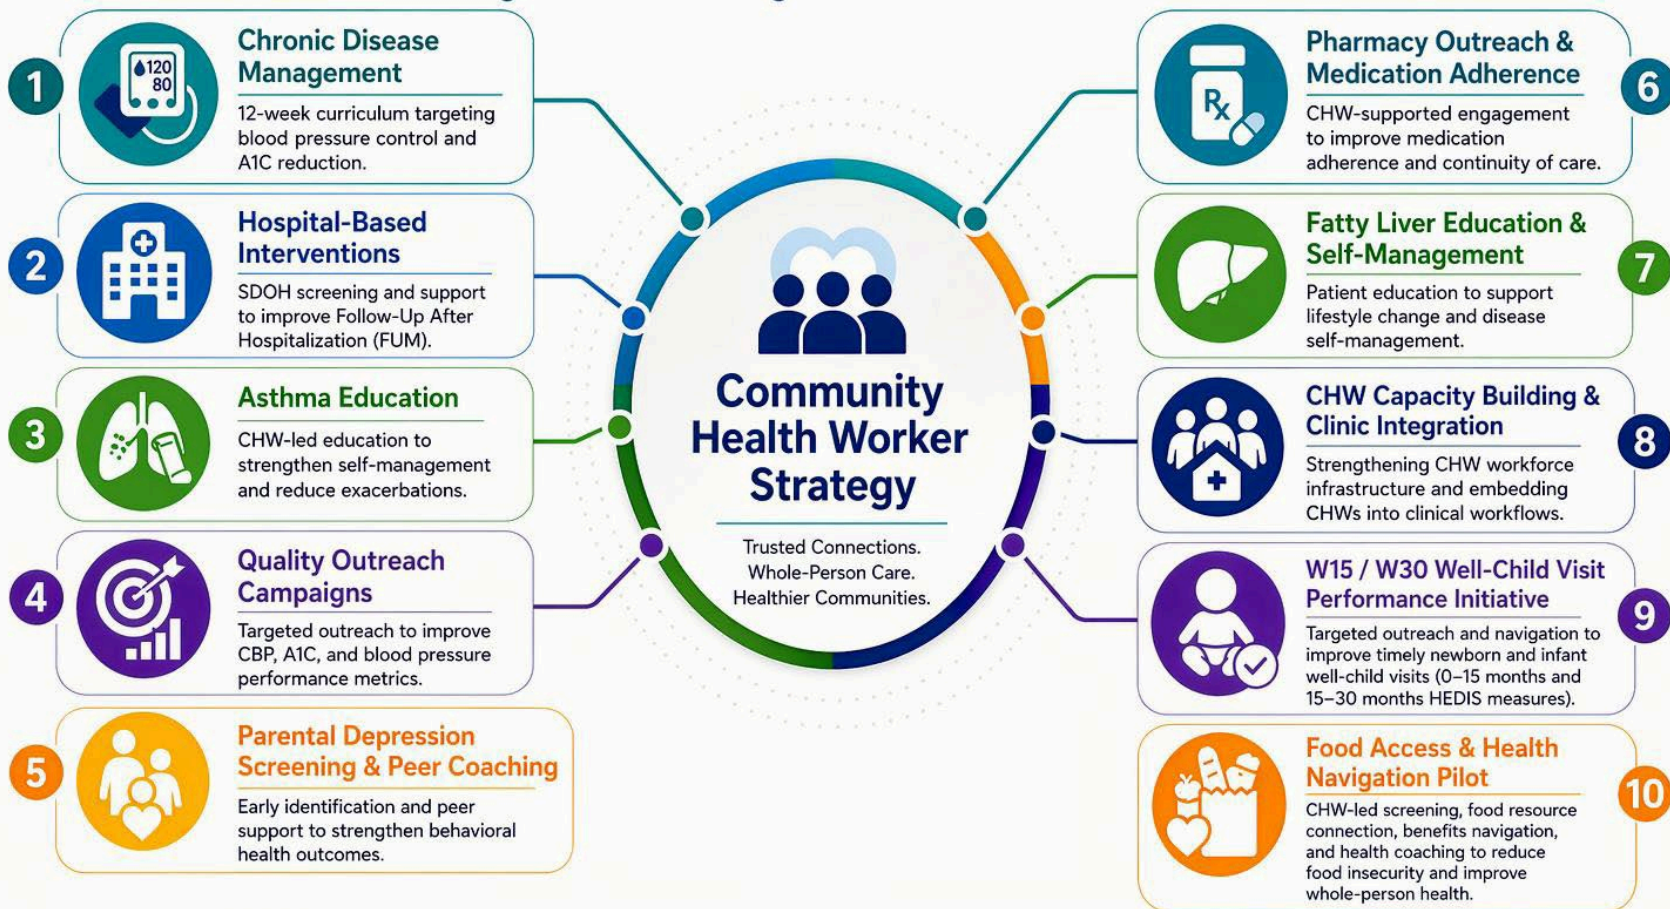 1
120
80
Chronic Disease
Management
12-week curriculum targeting
blood pressure control and
A1C reduction.
2
Hospital-Based
Interventions
SDOH screening and support
to improve Follow-Up After
Hospitalization (FUM).
3
Asthma Education
CHW-led education to
strengthen self-management
and reduce exacerbations.
4
Quality Outreach
Campaigns
Targeted outreach to improve
CBP, A1C, and blood pressure
performance metrics.
5
Parental Depression
Screening & Peer Coaching
Early identification and peer
support to strengthen behavioral
health outcomes.
Community
Health Worker
Strategy
Trusted Connections.
Whole-Person Care.
Healthier Communities.
6
Rx
Pharmacy Outreach &
Medication Adherence
CHW-supported engagement
to improve medication
adherence and continuity of care.
7
Fatty Liver Education &
Self-Management
Patient education to support
lifestyle change and disease
self-management.
8
CHW Capacity Building &
Clinic Integration
Strengthening CHW workforce
infrastructure and embedding
CHWs into clinical workflows.
9
W15 / W30 Well-Child Visit
Performance Initiative
Targeted outreach and navigation to
improve timely newborn and infant
well-child visits (0–15 months and
15–30 months HEDIS measures).
10
Food Access & Health
Navigation Pilot
CHW-led screening, food resource
connection, benefits navigation,
and health coaching to reduce
food insecurity and improve
whole-person health.